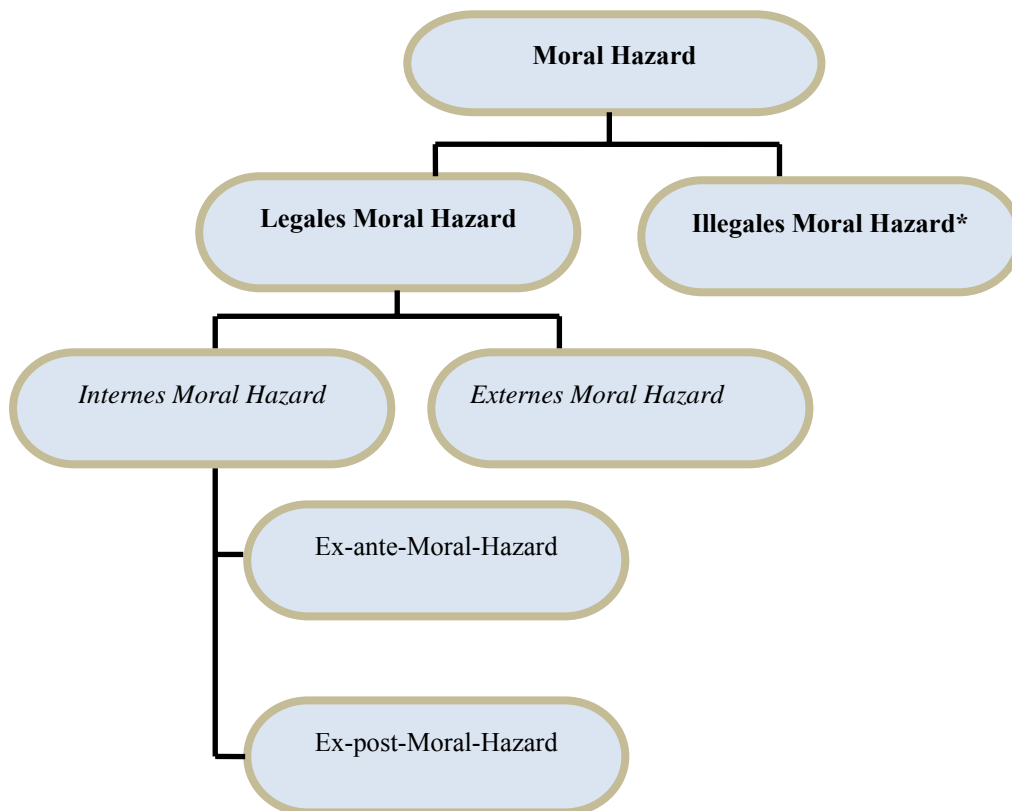 Moral Hazard
Legales Moral Hazard
Illegales Moral Hazard*
Internes Moral Hazard
Externes Moral Hazard
Ex-ante-Moral-Hazard
Ex-post-Moral-Hazard